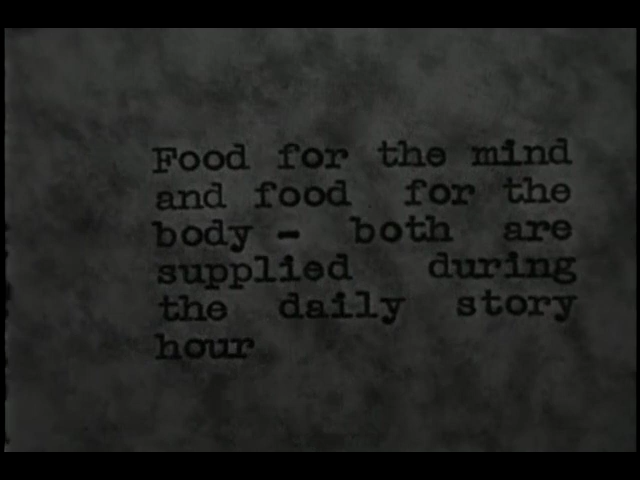 Food for the mind
and food for the
body - both are
supplied during
the daily story
hour